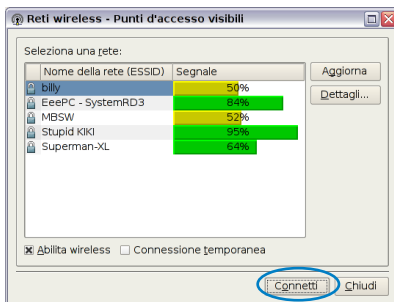 Reti wireless - Punti d'accesso visibili
Seleziona una rete:
Nome della rete (ESSID) Segnale
Aggiorna
billy 50%
Dettagli...
EeePC - SystemRD3 84%
MBSW 52%
Stupid KIKI 95%
Superman-XL 64%
Abilita wireless Connessione temporanea
Connetti Chiudi